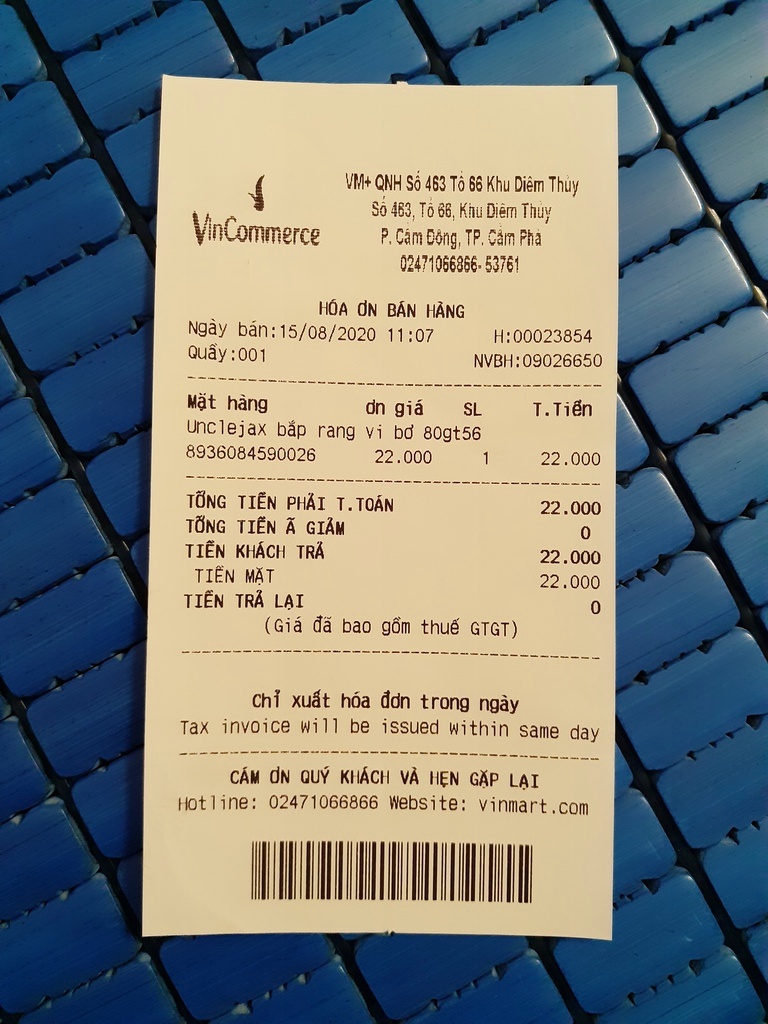 VinCommerce
VM+ QNH Số 463 Tổ 66 Khu Diêm Thủy
Số 463, Tổ 66, Khu Diêm Thủy
P. Cẩm Đông, TP. Cẩm Phả
02471066866- 53761
HÓA ƠN BÁN HÀNG
Ngày bán:15/08/2020 11:07 H:00023854
Quầy:001 NVBH:09026650
Mặt hàng ơn giá SL T.Tiền
Unclejax bắp rang vi bơ 80gt56
8936084590026 22.000 1 22.000
TỔNG TIỀN PHẢI T.TOÁN 22.000
TỔNG TIỀN Ã GIẢM 0
TIỀN KHÁCH TRẢ 22.000
TIỀN MẶT 22.000
TIỀN TRẢ LẠI 0
(Giá đã bao gồm thuế GTGT)
Chỉ xuất hóa đơn trong ngày
Tax invoice will be issued within same day
CÁM ƠN QUÝ KHÁCH VÀ HẸN GẶP LẠI
Hotline: 02471066866 Website: vinmart.com